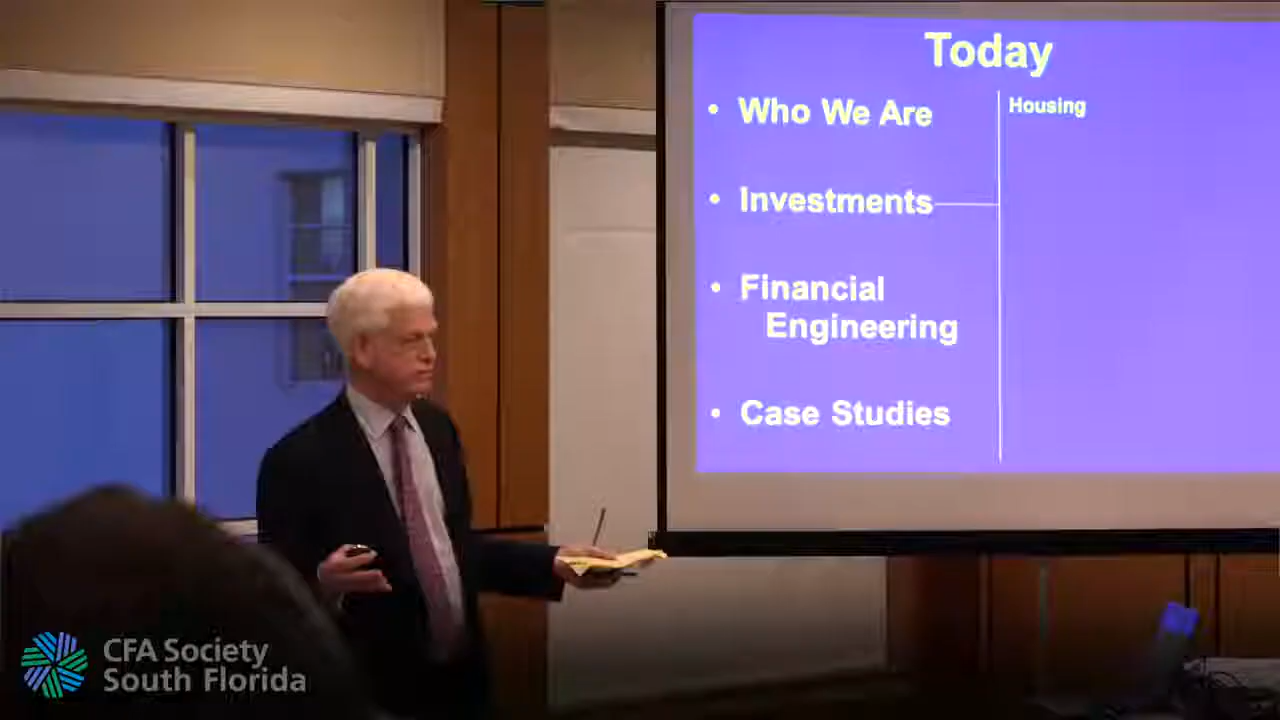 Today
• Who We Are
Housing
• Investments
• Financial
Engineering
• Case Studies
CFA Society
South Florida